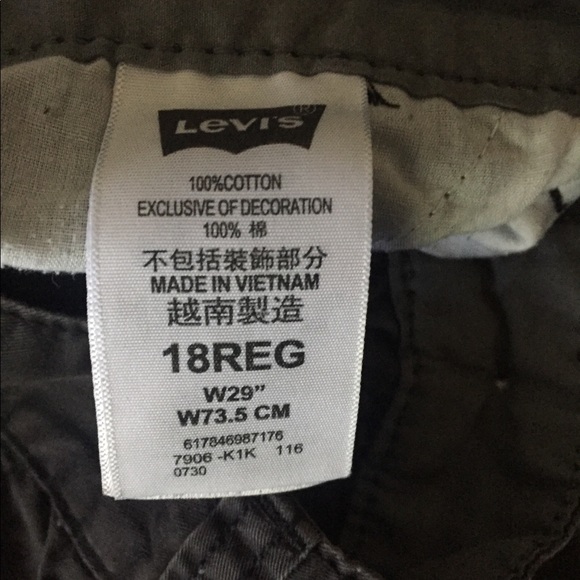 Levi's
100%COTTON
EXCLUSIVE OF DECORATION
100% 棉
不包括裝飾部分
MADE IN VIETNAM
越南製造
18REG
W29”
W73.5 CM
617846987176
7906 -K1K 116
0730